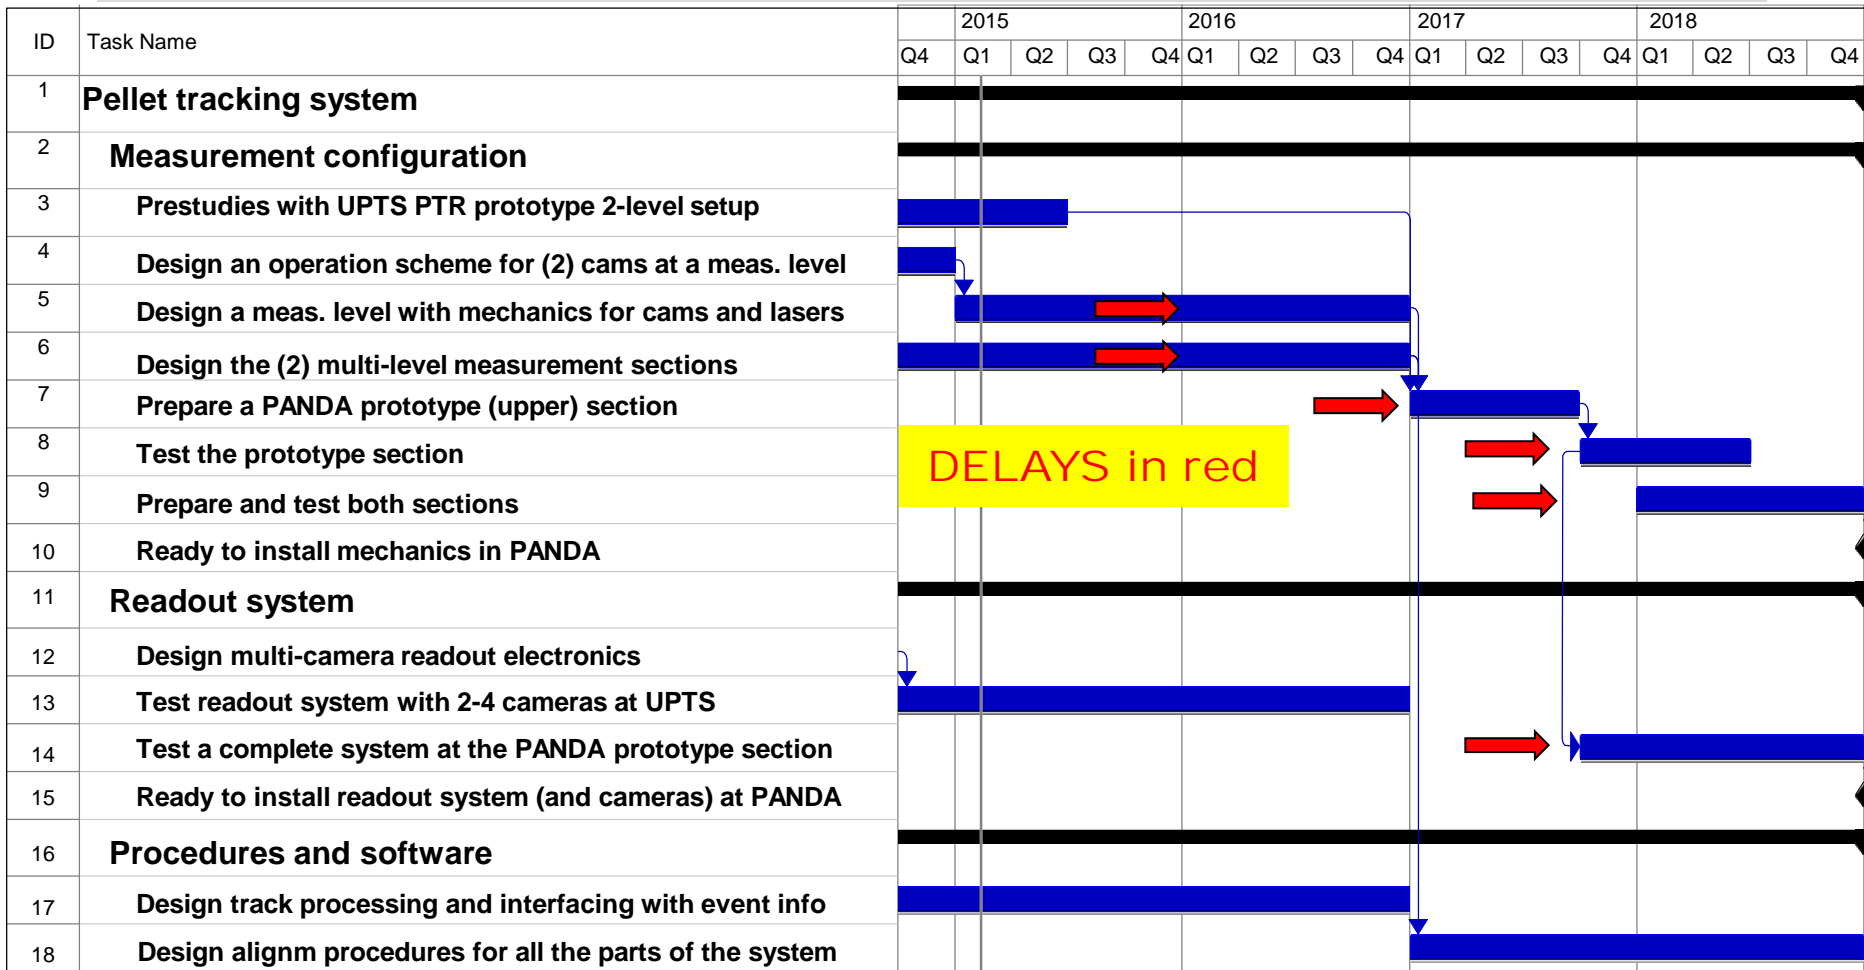 2015 2016 2017 2018
ID Task Name
Q4 Q1 Q2 Q3 Q4 Q1 Q2 Q3 Q4 Q1 Q2 Q3 Q4 Q1 Q2 Q3 Q4
1 Pellet tracking system
2 Measurement configuration
3 Prestudies with UPTS PTR prototype 2-level setup
4 Design an operation scheme for (2) cams at a meas. level
5 Design a meas. level with mechanics for cams and lasers
6 Design the (2) multi-level measurement sections
7 Prepare a PANDA prototype (upper) section
8 Test the prototype section
DELAYS in red
9 Prepare and test both sections
10 Ready to install mechanics in PANDA
11 Readout system
12 Design multi-camera readout electronics
13 Test readout system with 2-4 cameras at UPTS
14 Test a complete system at the PANDA prototype section
15 Ready to install readout system (and cameras) at PANDA
16 Procedures and software
17 Design track processing and interfacing with event info
18 Design alignm procedures for all the parts of the system